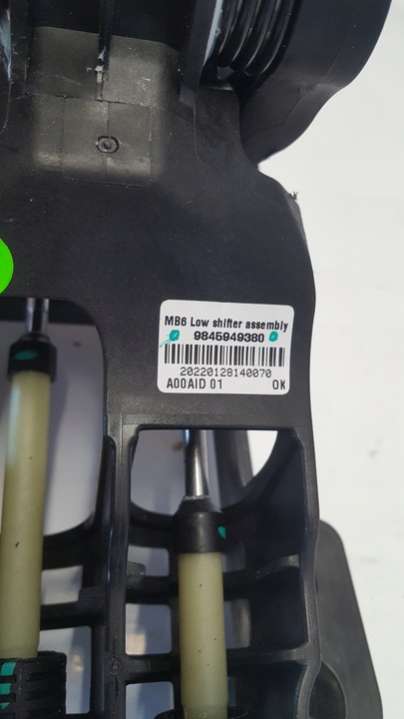 MB6 Low shifter assembly
9845949380
20220128140070
A00AID 01 OK